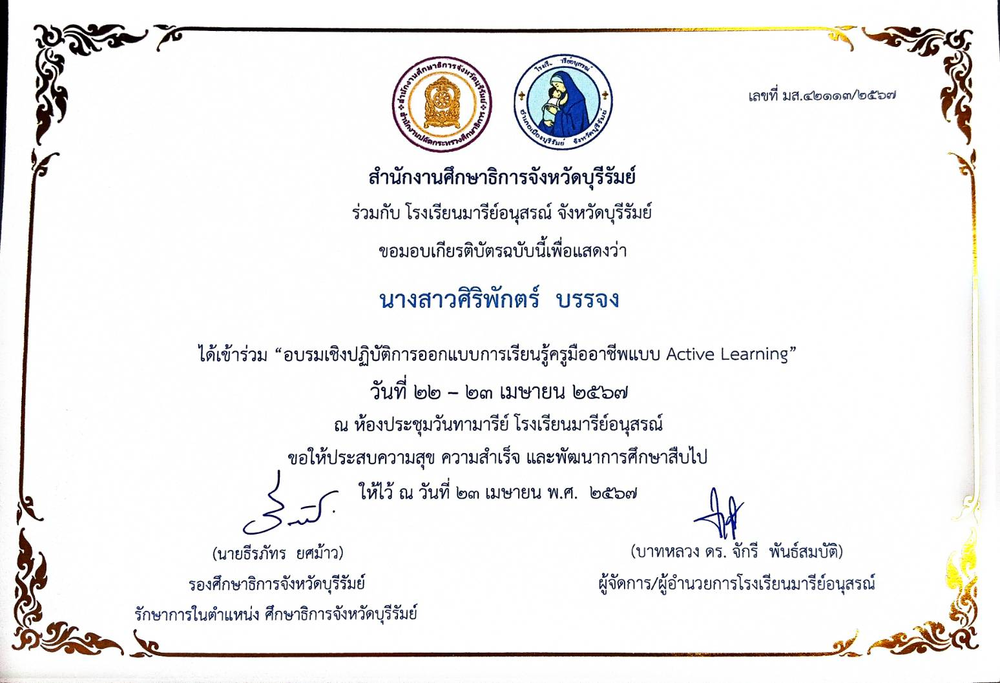 สำนักงานศึกษาธิการจังหวัดบุรีรัมย์
สำนักงานปลัดกระทรวงศึกษาธิการ
อำเภอเมืองบุรีรัมย์ จังหวัดบุรีรัมย์
เลขที่ มส.๔๒๑๑๓/๒๕๖๗
สำนักงานศึกษาธิการจังหวัดบุรีรัมย์
ร่วมกับ โรงเรียนมารีย์อนุสรณ์ จังหวัดบุรีรัมย์
ขอมอบเกียรติบัตรฉบับนี้เพื่อแสดงว่า
นางสาวศิริพักตร์ บรรจง
ได้เข้าร่วม “อบรมเชิงปฏิบัติการออกแบบการเรียนรู้ครูมืออาชีพแบบ Active Learning”
วันที่ ๒๒ – ๒๓ เมษายน ๒๕๖๗
ณ ห้องประชุมวันทามารีย์ โรงเรียนมารีย์อนุสรณ์
ขอให้ประสบความสุข ความสำเร็จ และพัฒนาการศึกษาสืบไป
ให้ไว้ ณ วันที่ ๒๓ เมษายน พ.ศ. ๒๕๖๗
(นายธีรภัทร ยศม้าว)
รองศึกษาธิการจังหวัดบุรีรัมย์
รักษาการในตำแหน่ง ศึกษาธิการจังหวัดบุรีรัมย์
(บาทหลวง ดร. จักรี พันธ์สมบัติ)
ผู้จัดการ/ผู้อำนวยการโรงเรียนมารีย์อนุสรณ์